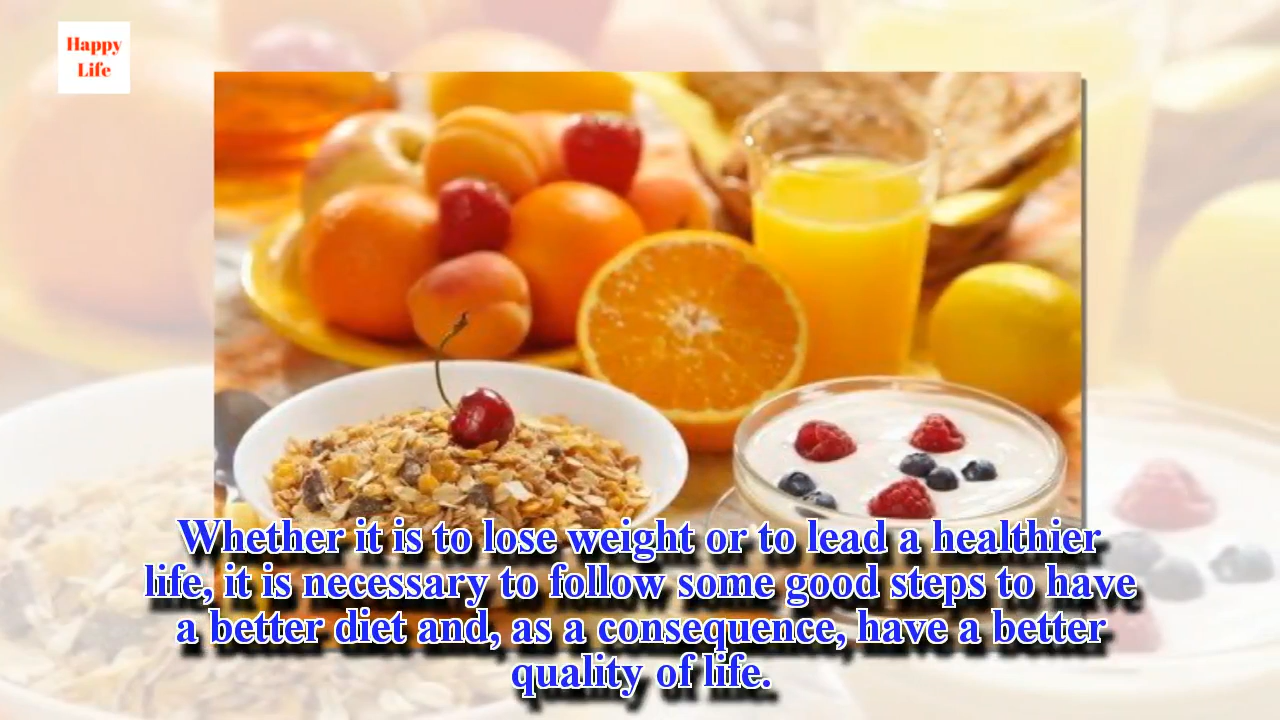 Happy
Life
Whether it is to lose weight or to lead a healthier
life, it is necessary to follow some good steps to have
a better diet and, as a consequence, have a better
quality of life.